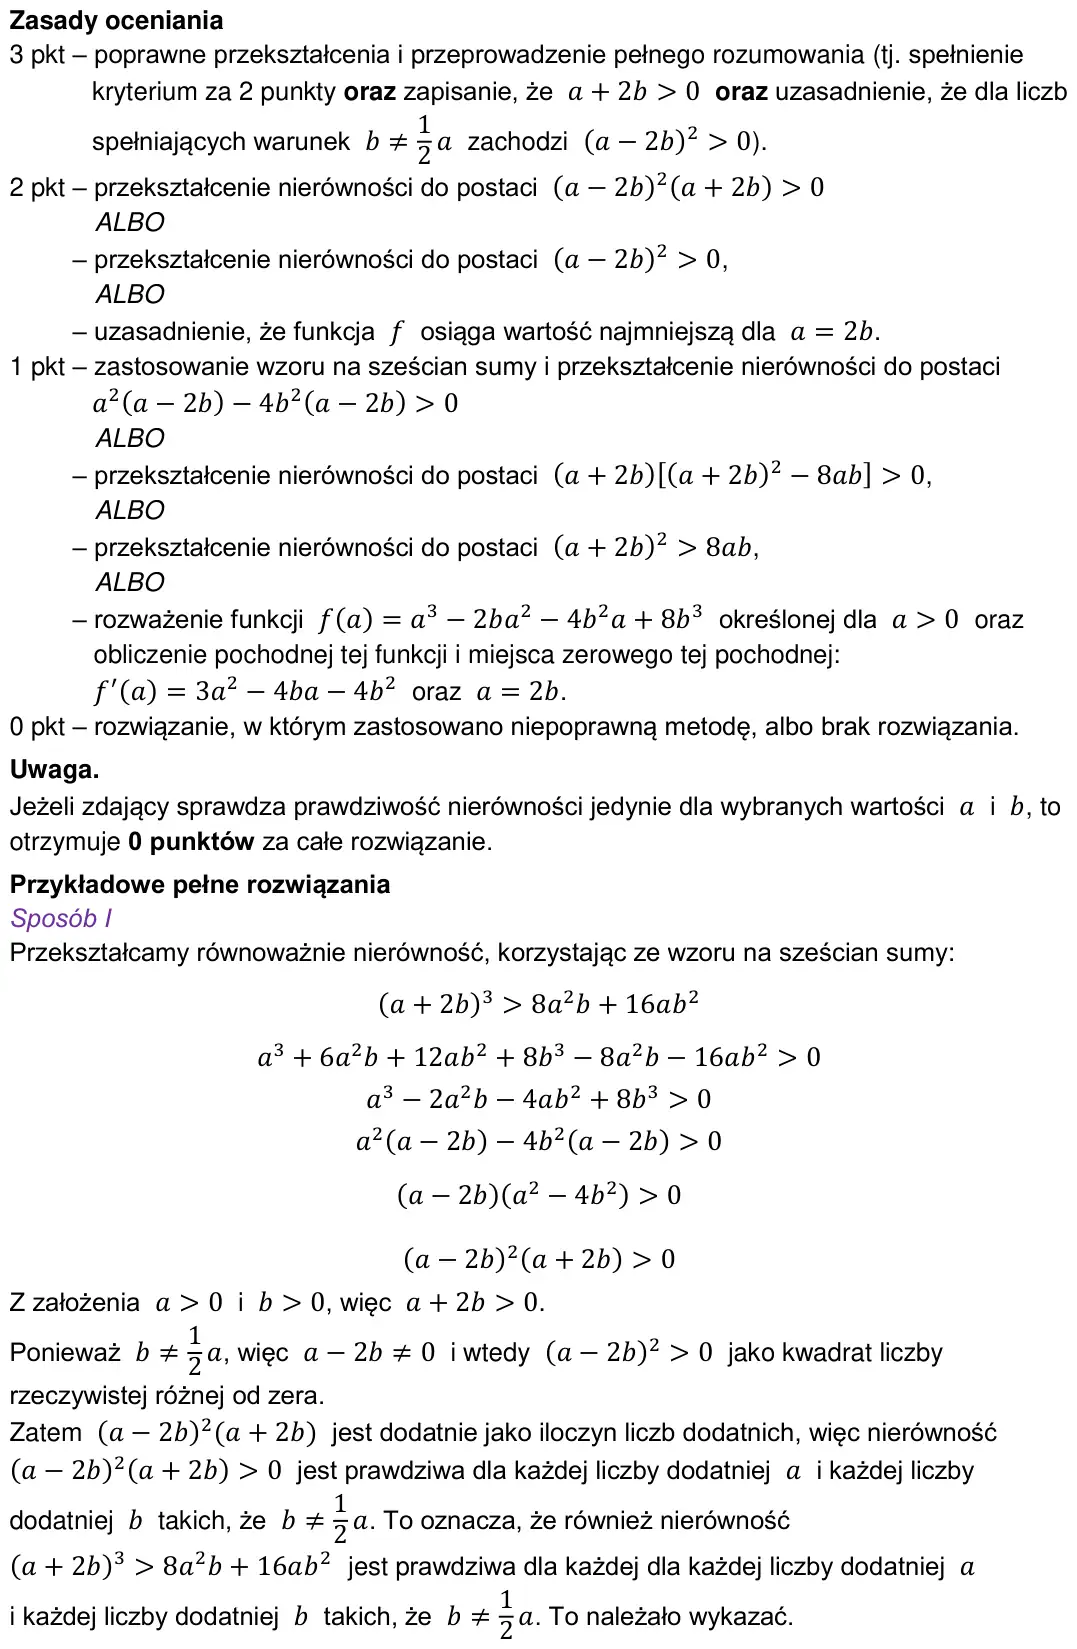 Zasady oceniania
3 pkt – poprawne przekształcenia i przeprowadzenie pełnego rozumowania (tj. spełnienie
kryterium za 2 punkty oraz zapisanie, że a + 2b > 0 oraz uzasadnienie, że dla liczb
spełniających warunek b ≠ 1/2 a zachodzi (a − 2b)² > 0).
2 pkt – przekształcenie nierówności do postaci (a − 2b)²(a + 2b) > 0
ALBO
– przekształcenie nierówności do postaci (a − 2b)² > 0,
ALBO
– uzasadnienie, że funkcja f osiąga wartość najmniejszą dla a = 2b.
1 pkt – zastosowanie wzoru na sześcian sumy i przekształcenie nierówności do postaci
a²(a − 2b) − 4b²(a − 2b) > 0
ALBO
– przekształcenie nierówności do postaci (a + 2b)[(a + 2b)² − 8ab] > 0,
ALBO
– przekształcenie nierówności do postaci (a + 2b)² > 8ab,
ALBO
– rozważenie funkcji f(a) = a³ − 2ba² − 4b²a + 8b³ określonej dla a > 0 oraz
obliczenie pochodnej tej funkcji i miejsca zerowego tej pochodnej:
f′(a) = 3a² − 4ba − 4b² oraz a = 2b.
0 pkt – rozwiązanie, w którym zastosowano niepoprawną metodę, albo brak rozwiązania.
Uwaga.
Jeżeli zdający sprawdza prawdziwość nierówności jedynie dla wybranych wartości a i b, to
otrzymuje 0 punktów za całe rozwiązanie.
Przykładowe pełne rozwiązania
Sposób I
Przekształcamy równoważnie nierówność, korzystając ze wzoru na sześcian sumy:
(a + 2b)³ > 8a²b + 16ab²
a³ + 6a²b + 12ab² + 8b³ − 8a²b − 16ab² > 0
a³ − 2a²b − 4ab² + 8b³ > 0
a²(a − 2b) − 4b²(a − 2b) > 0
(a − 2b)(a² − 4b²) > 0
(a − 2b)²(a + 2b) > 0
Z założenia a > 0 i b > 0, więc a + 2b > 0.
Ponieważ b ≠ 1/2 a, więc a − 2b ≠ 0 i wtedy (a − 2b)² > 0 jako kwadrat liczby
rzeczywistej różnej od zera.
Zatem (a − 2b)²(a + 2b) jest dodatnie jako iloczyn liczb dodatnich, więc nierówność
(a − 2b)²(a + 2b) > 0 jest prawdziwa dla każdej liczby dodatniej a i każdej liczby
dodatniej b takich, że b ≠ 1/2 a. To oznacza, że również nierówność
(a + 2b)³ > 8a²b + 16ab² jest prawdziwa dla każdej dla każdej liczby dodatniej a
i każdej liczby dodatniej b takich, że b ≠ 1/2 a. To należało wykazać.